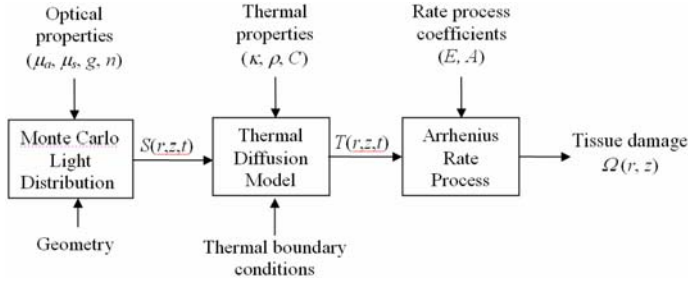 Optical
properties
(μa, μs, g, n)
Thermal
properties
(κ, ρ, C)
Rate process
coefficients
(E, A)
Monte Carlo
Light
Distribution
S(r,z,t)
Thermal
Diffusion
Model
T(r,z,t)
Arrhenius
Rate
Process
Tissue damage
Ω(r, z)
Geometry
Thermal boundary
conditions